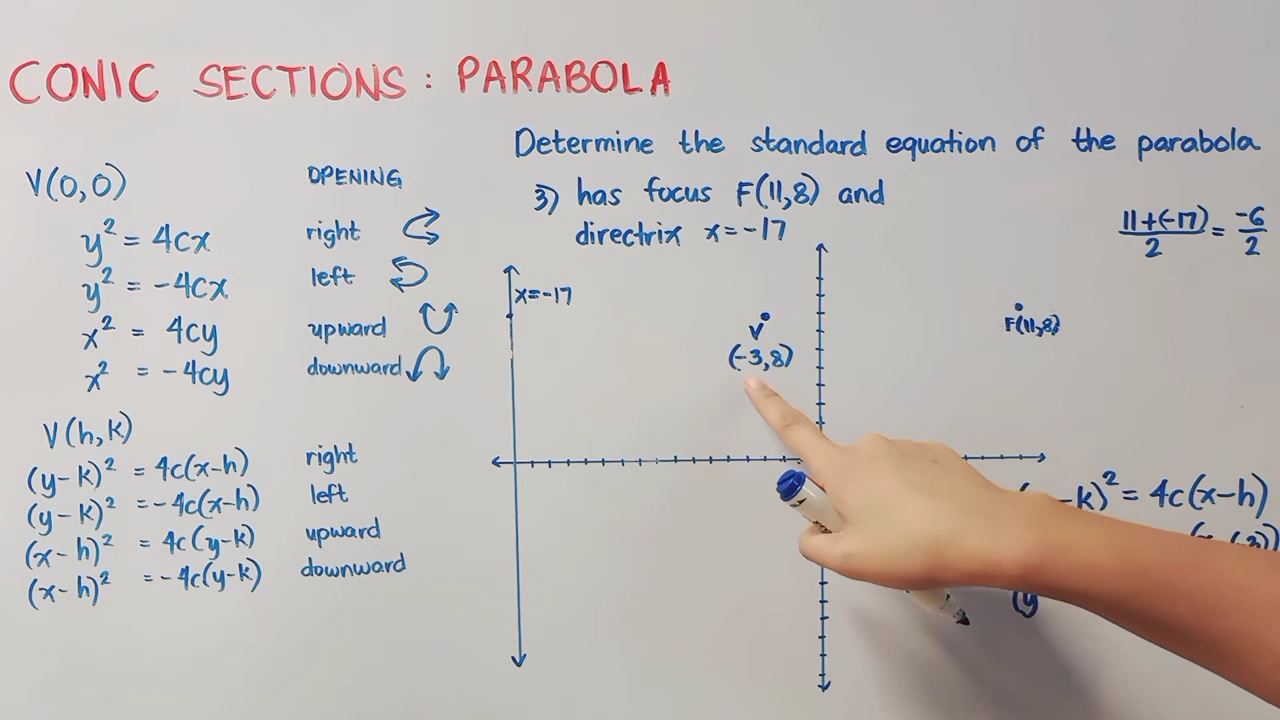 CONIC SECTIONS: PARABOLA
Determine the standard equation of the parabola
3) has focus F(11,8) and
directrix x=-17
V(0,0) OPENING
y² = 4cx right
y² = -4cx left
x² = 4cy upward
x² = -4cy downward
V(h,k)
(y-k)² = 4c(x-h) right
(y-k)² = -4c(x-h) left
(x-h)² = 4c(y-k) upward
(x-h)² = -4c(y-k) downward
x=-17
V
(-3,8)
F(11,8)
11+(-17)/2 = -6/2
-k)² = 4c(x-h)
(y